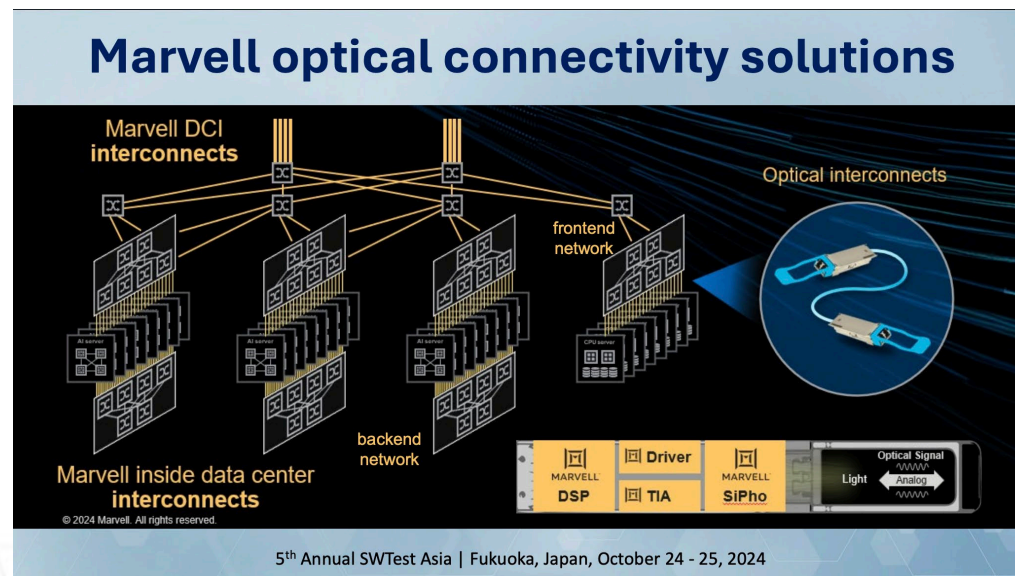 Marvell optical connectivity solutions
Marvell DCI
interconnects
Optical interconnects
frontend
network
AI server
AI server
AI server
CPU server
backend
network
Marvell inside data center
interconnects
© 2024 Marvell. All rights reserved.
MARVELL
DSP
Driver
TIA
MARVELL
SiPho
Optical Signal
Light
Analog
5th Annual SWTest Asia | Fukuoka, Japan, October 24 - 25, 2024